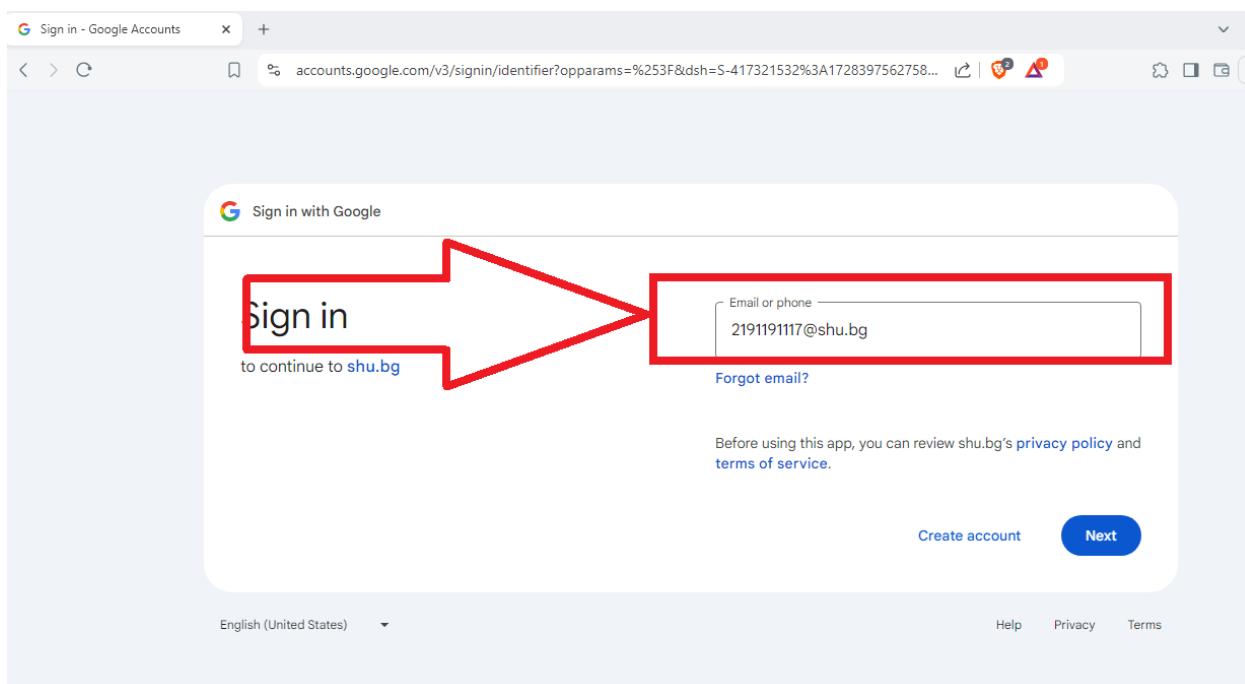 Sign in - Google Accounts
accounts.google.com/v3/signin/identifier?opparams=%253F&dsh=S-417321532%3A1728397562758...
2
1
Sign in with Google
Sign in
to continue to shu.bg
Email or phone
2191191117@shu.bg
Forgot email?
Before using this app, you can review shu.bg's privacy policy and
terms of service.
Create account
Next
English (United States)
Help Privacy Terms